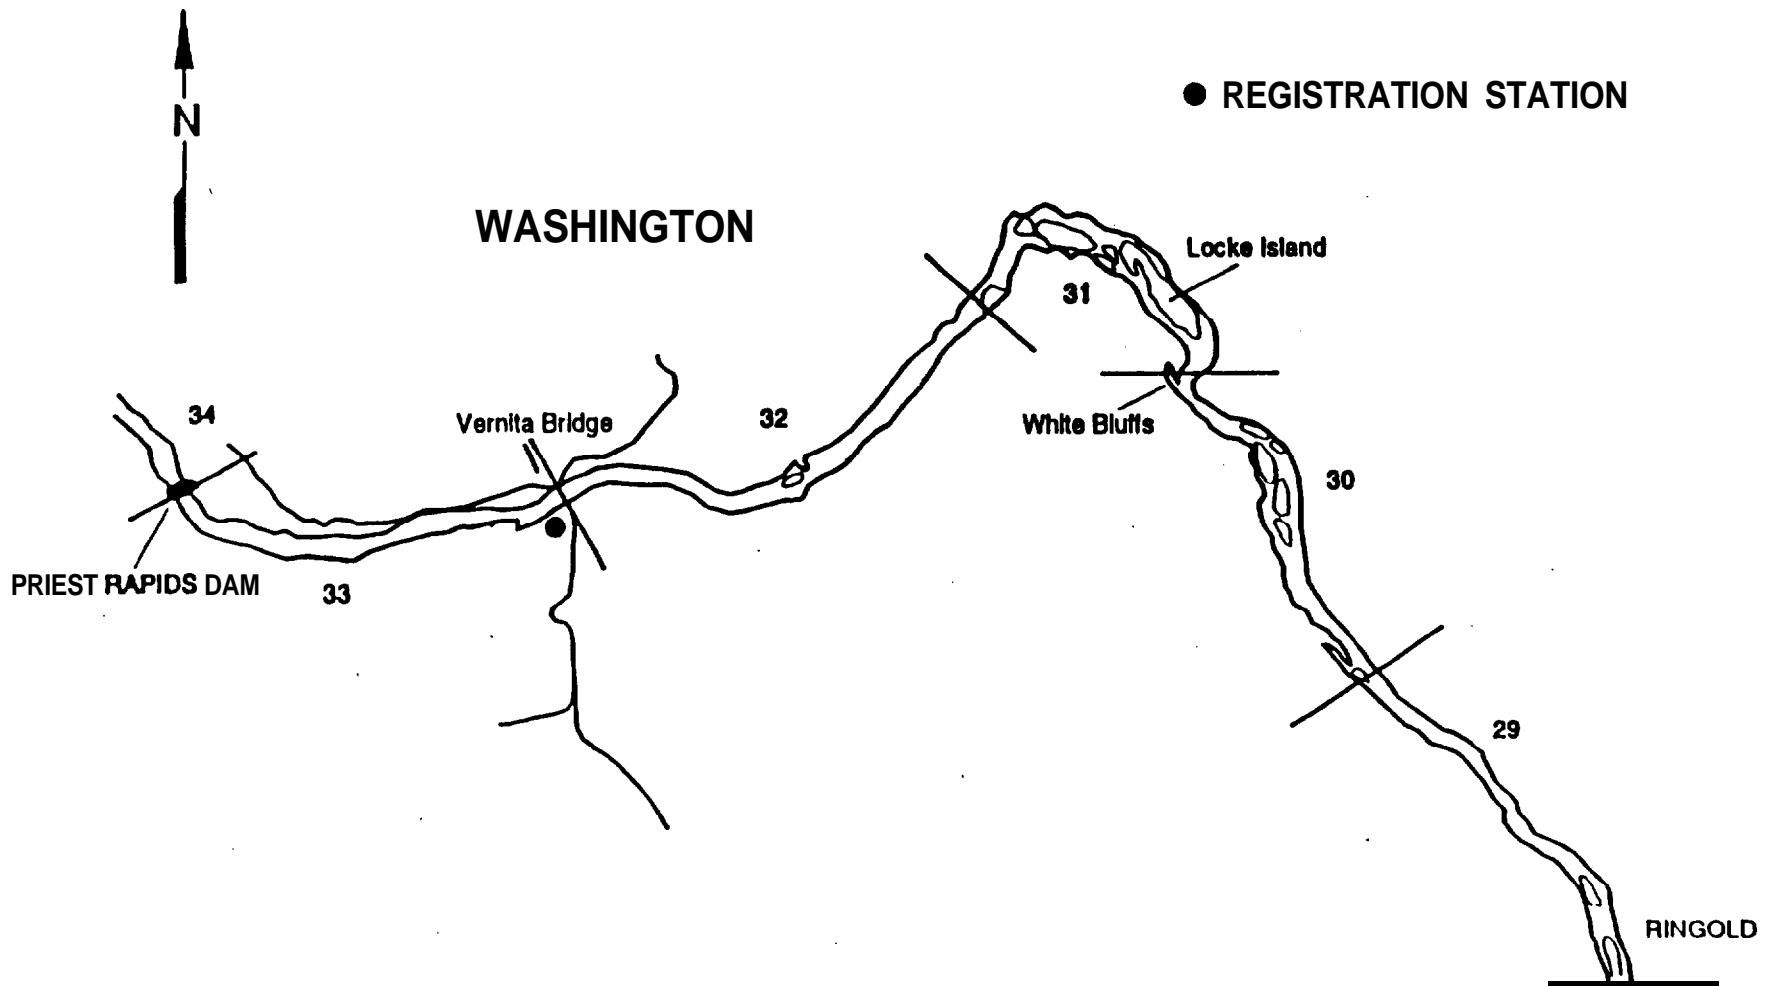 N
● REGISTRATION STATION
WASHINGTON
Locke Island
31
34
Vernita Bridge
32
White Bluffs
30
PRIEST RAPIDS DAM
33
29
RINGOLD